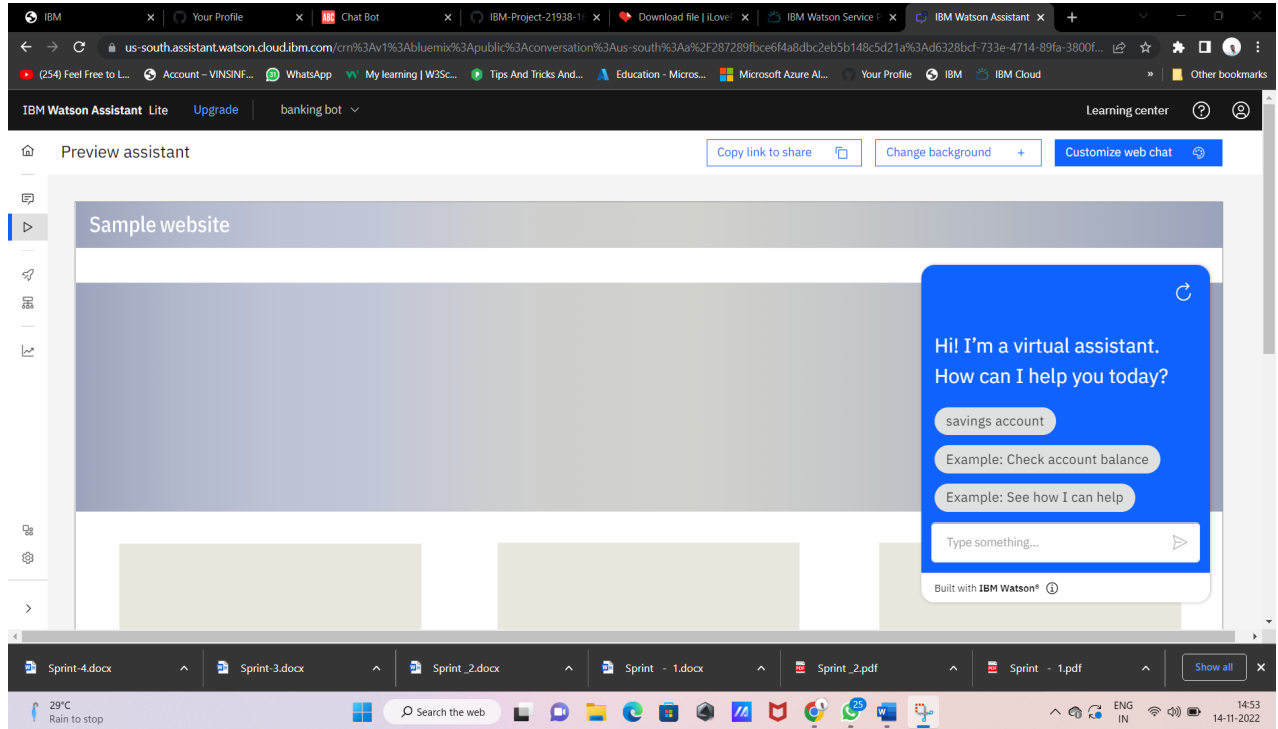 IBM
Your Profile
ABC Chat Bot
IBM-Project-21938-16
Download file | iLoveP
IBM Watson Service P
IBM Watson Assistant
us-south.assistant.watson.cloud.ibm.com/crn%3Av1%3Abluemix%3Apublic%3Aconversation%3Aus-south%3Aa%2F287289fbce6f4a8dbc2eb5b148c5d21a%3Ad6328bcf-733e-4714-89fa-3800f...
(254) Feel Free to L...
Account – VINSINF...
WhatsApp
My learning | W3Sc...
Tips And Tricks And...
Education - Micros...
Microsoft Azure AI...
Your Profile
IBM
IBM Cloud
»
Other bookmarks
IBM Watson Assistant Lite
Upgrade
banking bot
Learning center
Preview assistant
Copy link to share
Change background +
Customize web chat
Sample website
Hi! I'm a virtual assistant.
How can I help you today?
savings account
Example: Check account balance
Example: See how I can help
Type something...
Built with IBM Watson®
Sprint-4.docx
Sprint-3.docx
Sprint _2.docx
Sprint - 1.docx
Sprint _2.pdf
Sprint - 1.pdf
Show all
29°C
Rain to stop
Search the web
25
ENG
IN
14:53
14-11-2022